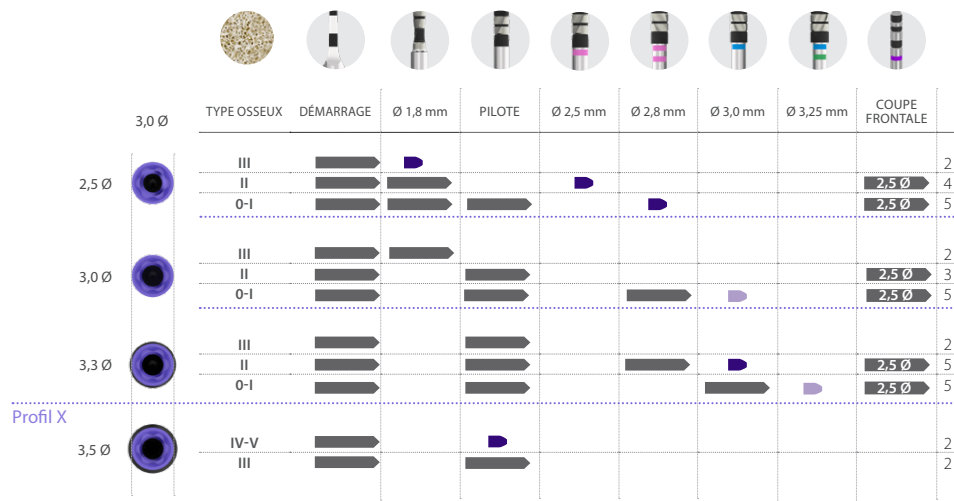 3,0 Ø
TYPE OSSEUX DÉMARRAGE Ø 1,8 mm PILOTE Ø 2,5 mm Ø 2,8 mm Ø 3,0 mm Ø 3,25 mm COUPE
FRONTALE
2,5 Ø
III 2
II 2,5 Ø 4
0-I 2,5 Ø 5
3,0 Ø
III 2
II 2,5 Ø 3
0-I 2,5 Ø 5
3,3 Ø
III 2
II 2,5 Ø 5
0-I 2,5 Ø 5
Profil X
3,5 Ø
IV-V 2
III 2